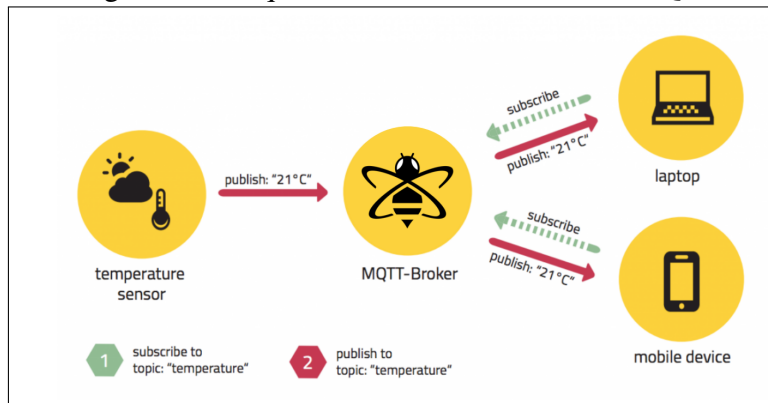 subscribe
publish: “21°C”
laptop
publish: “21°C”
temperature
sensor
MQTT-Broker
subscribe
publish: “21°C”
mobile device
1
subscribe to
topic: “temperature”
2
publish to
topic: “temperature”